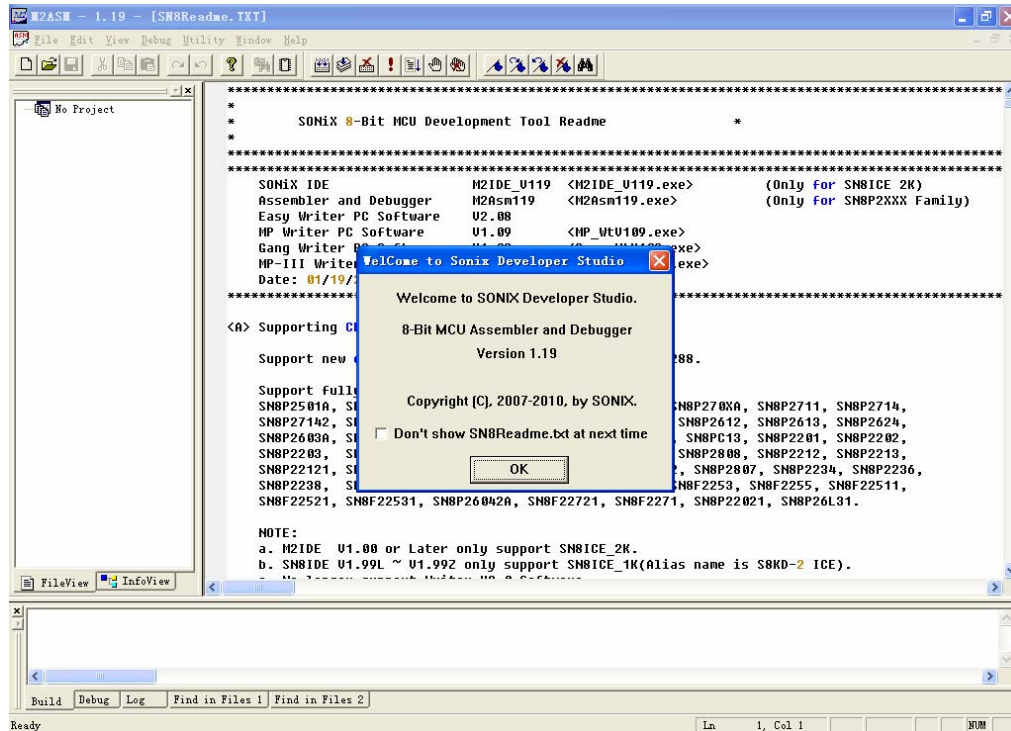 M2ASM - 1.19 - [SN8Readme.TXT]
File Edit View Debug Utility Window Help
No Project
*******************************************************************************
*
* SONiX 8-Bit MCU Development Tool Readme *
*
*******************************************************************************
*******************************************************************************
SONiX IDE M2IDE_V119 <M2IDE_V119.exe> (Only for SN8ICE 2K)
Assembler and Debugger M2Asm119 <M2Asm119.exe> (Only for SN8P2XXX Family)
Easy Writer PC Software V2.08
MP Writer PC Software V1.09 <MP_WtV109.exe>
Gang Writer
MP-III Writer .exe>
Date: 01/19/
*******************************************************************************
<A> Supporting
Support new 288.
Support fully
SN8P2501A, SN8P270XA, SN8P2711, SN8P2714,
SN8P27142, SN8P2612, SN8P2613, SN8P2624,
SN8P2603A, SN8PC13, SN8P2201, SN8P2202,
SN8P2203, SN8P2808, SN8P2212, SN8P2213,
SN8P22121, SN8P2807, SN8P2234, SN8P2236,
SN8P2238, SN8F2253, SN8F2255, SN8F22511,
SN8F22521, SN8F22531, SN8P26042A, SN8F22721, SN8F2271, SN8P22021, SN8P26L31.
NOTE:
a. M2IDE V1.00 or Later only support SN8ICE_2K.
b. SN8IDE V1.99L ~ V1.99Z only support SN8ICE_1K(Alias name is S8KD-2 ICE).
WelCome to Sonix Developer Studio
Welcome to SONIX Developer Studio.
8-Bit MCU Assembler and Debugger
Version 1.19
Copyright (C), 2007-2010, by SONIX.
Don't show SN8Readme.txt at next time
OK
FileView InfoView
Build Debug Log Find in Files 1 Find in Files 2
Ready Ln 1, Col 1 NUM